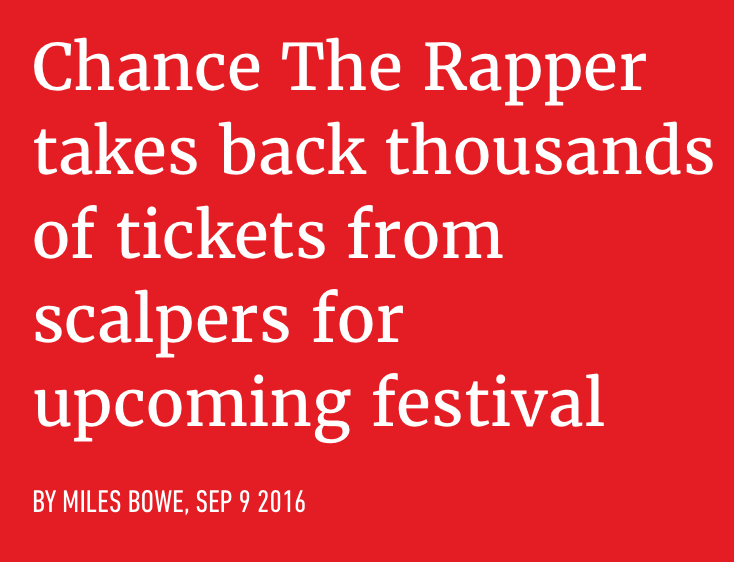 Chance The Rapper
takes back thousands
of tickets from
scalpers for
upcoming festival
BY MILES BOWE, SEP 9 2016